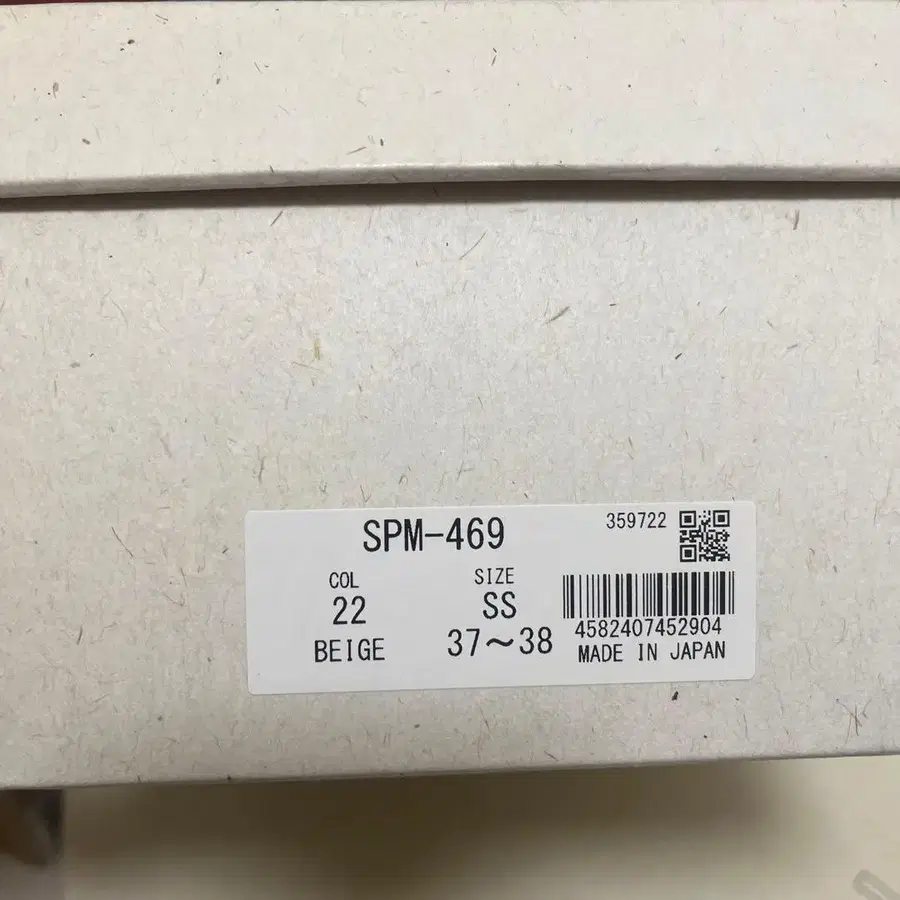 SPM-469
359722
COL
22
BEIGE
SIZE
SS
37～38
4582407452904
MADE IN JAPAN